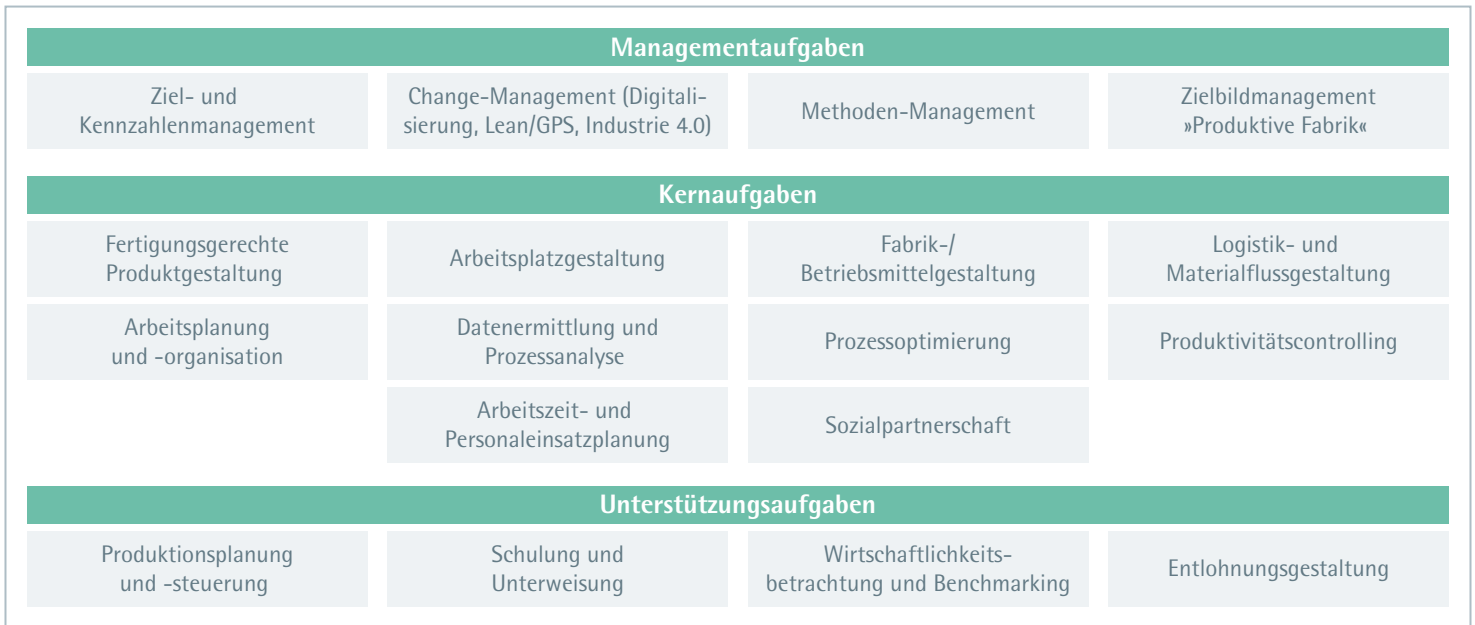 Managementaufgaben
Ziel- und
Kennzahlenmanagement
Change-Management (Digitali-
sierung, Lean/GPS, Industrie 4.0)
Methoden-Management
Zielbildmanagement
»Produktive Fabrik«
Kernaufgaben
Fertigungsgerechte
Produktgestaltung
Arbeitsplatzgestaltung
Fabrik-/
Betriebsmittelgestaltung
Logistik- und
Materialflussgestaltung
Arbeitsplanung
und -organisation
Datenermittlung und
Prozessanalyse
Prozessoptimierung
Produktivitätscontrolling
Arbeitszeit- und
Personaleinsatzplanung
Sozialpartnerschaft
Unterstützungsaufgaben
Produktionsplanung
und -steuerung
Schulung und
Unterweisung
Wirtschaftlichkeits-
betrachtung und Benchmarking
Entlohnungsgestaltung